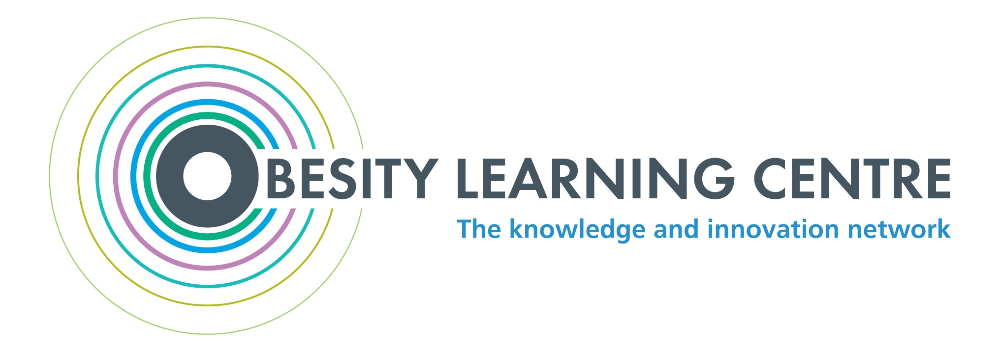 OBESITY LEARNING CENTRE
The knowledge and innovation network